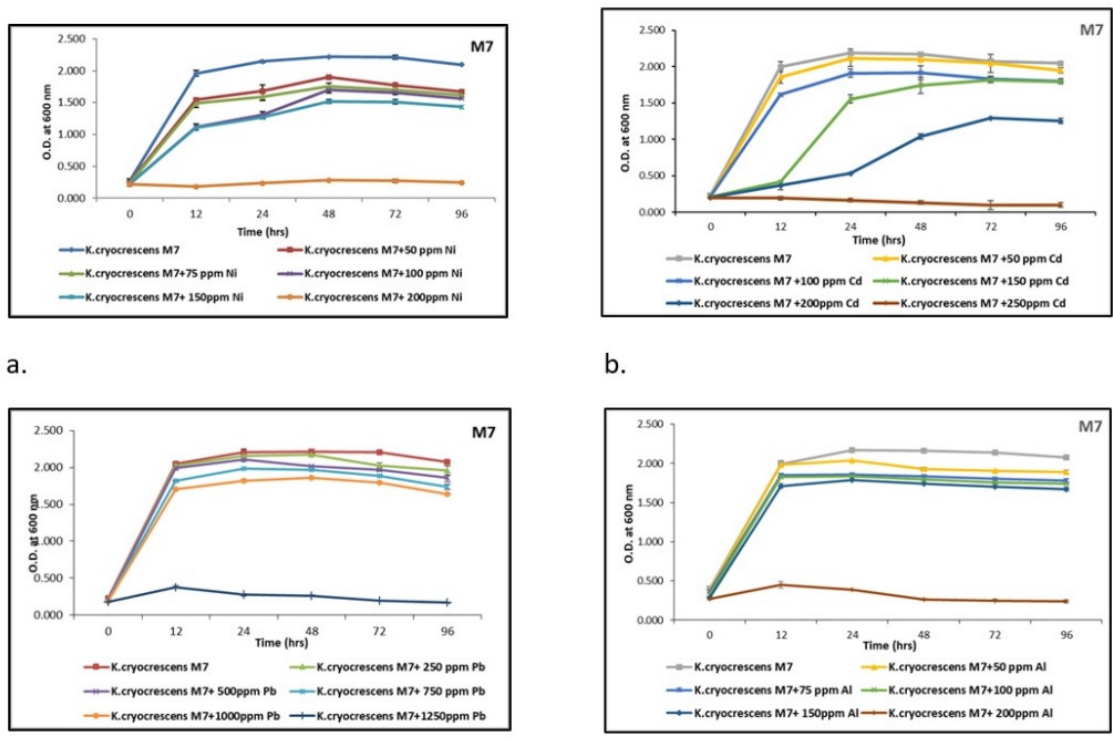 M7
2.500
2.000
1.500
1.000
0.500
0.000
O.D. at 600 nm
0 12 24 48 72 96
Time (hrs)
K.cryocrescens M7 K.cryocrescens M7+50 ppm Ni
K.cryocrescens M7+75 ppm Ni K.cryocrescens M7+100 ppm Ni
K.cryocrescens M7+ 150ppm Ni K.cryocrescens M7+ 200ppm Ni
a.
M7
2.500
2.000
1.500
1.000
0.500
0.000
O.D. at 600 nm
0 12 24 48 72 96
Time (hrs)
K.cryocrescens M7 K.cryocrescens M7 +50 ppm Cd
K.cryocrescens M7 +100 ppm Cd K.cryocrescens M7 +150 ppm Cd
K.cryocrescens M7 +200ppm Cd K.cryocrescens M7 +250ppm Cd
b.
M7
2.500
2.000
1.500
1.000
0.500
0.000
O.D. at 600 nm
0 12 24 48 72 96
Time (hrs)
K.cryocrescens M7 K.cryocrescens M7+ 250 ppm Pb
K.cryocrescens M7+ 500ppm Pb K.cryocrescens M7+ 750 ppm Pb
K.cryocrescens M7+1000ppm Pb K.cryocrescens M7+1250ppm Pb
M7
2.500
2.000
1.500
1.000
0.500
0.000
O.D. at 600 nm
0 12 24 48 72 96
Time (hrs)
K.cryocrescens M7 K.cryocrescens M7+50 ppm Al
K.cryocrescens M7+75 ppm Al K.cryocrescens M7+100 ppm Al
K.cryocrescens M7+ 150ppm Al K.cryocrescens M7+ 200ppm Al